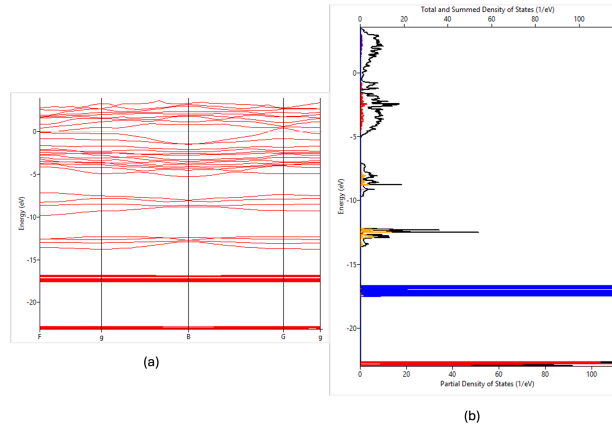 Total and Summed Density of States (1/eV)
0 20 40 60 80 100
0
-5
-10
-15
-20
Energy (eV)
0 20 40 60 80 100
Partial Density of States (1/eV)
(b)
0
-5
-10
-15
-20
Energy (eV)
F g B G g
(a)